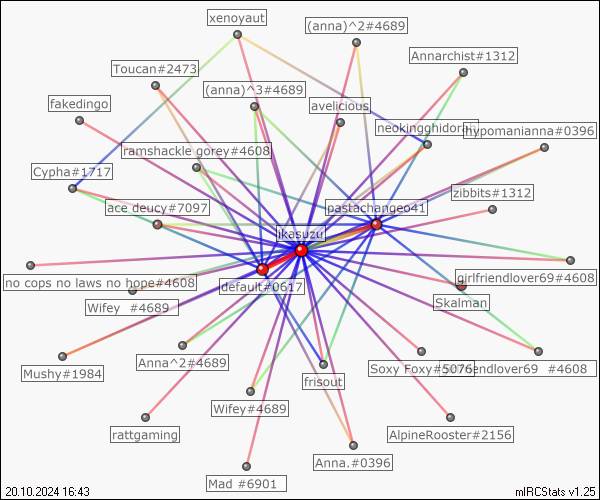 xenoyaut
(anna)^2#4689
Annarchist#1312
Toucan#2473
(anna)^3#4689
avelicious
fakedingo
neokingghidorah
hypomanianna#0396
ramshackle gorey#4608
Cypha#1717
zibbits#1312
ace deucy#7097
pastachangeo41
ikasuzu
no cops no laws no hope#4608
default#0617
girlfriendlover69#4608
Wifey #4689
Skalman
Anna^2#4689
Mushy#1984
Soxy Foxy#5076
#4608
frisout
Wifey#4689
rattgaming
AlpineRooster#2156
Anna.#0396
Mad #6901
20.10.2024 16:43
mIRCStats v1.25